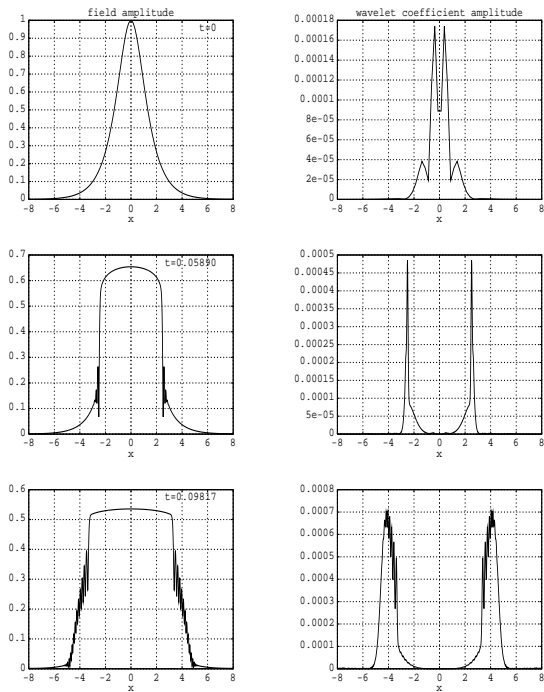 field amplitude
t=0
1
0.9
0.8
0.7
0.6
0.5
0.4
0.3
0.2
0.1
0
-8 -6 -4 -2 0 2 4 6 8
x
wavelet coefficient amplitude
0.00018
0.00016
0.00014
0.00012
0.0001
8e-05
6e-05
4e-05
2e-05
0
-8 -6 -4 -2 0 2 4 6 8
x
t=0.05890
0.7
0.6
0.5
0.4
0.3
0.2
0.1
0
-8 -6 -4 -2 0 2 4 6 8
x
0.0005
0.00045
0.0004
0.00035
0.0003
0.00025
0.0002
0.00015
0.0001
5e-05
0
-8 -6 -4 -2 0 2 4 6 8
x
t=0.09817
0.6
0.5
0.4
0.3
0.2
0.1
0
-8 -6 -4 -2 0 2 4 6 8
x
0.0008
0.0007
0.0006
0.0005
0.0004
0.0003
0.0002
0.0001
0
-8 -6 -4 -2 0 2 4 6 8
x